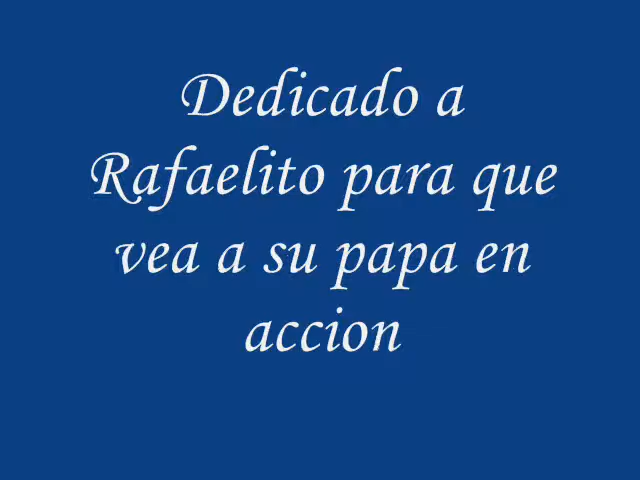 Dedicado a
Rafaelito para que
vea a su papa en
accion